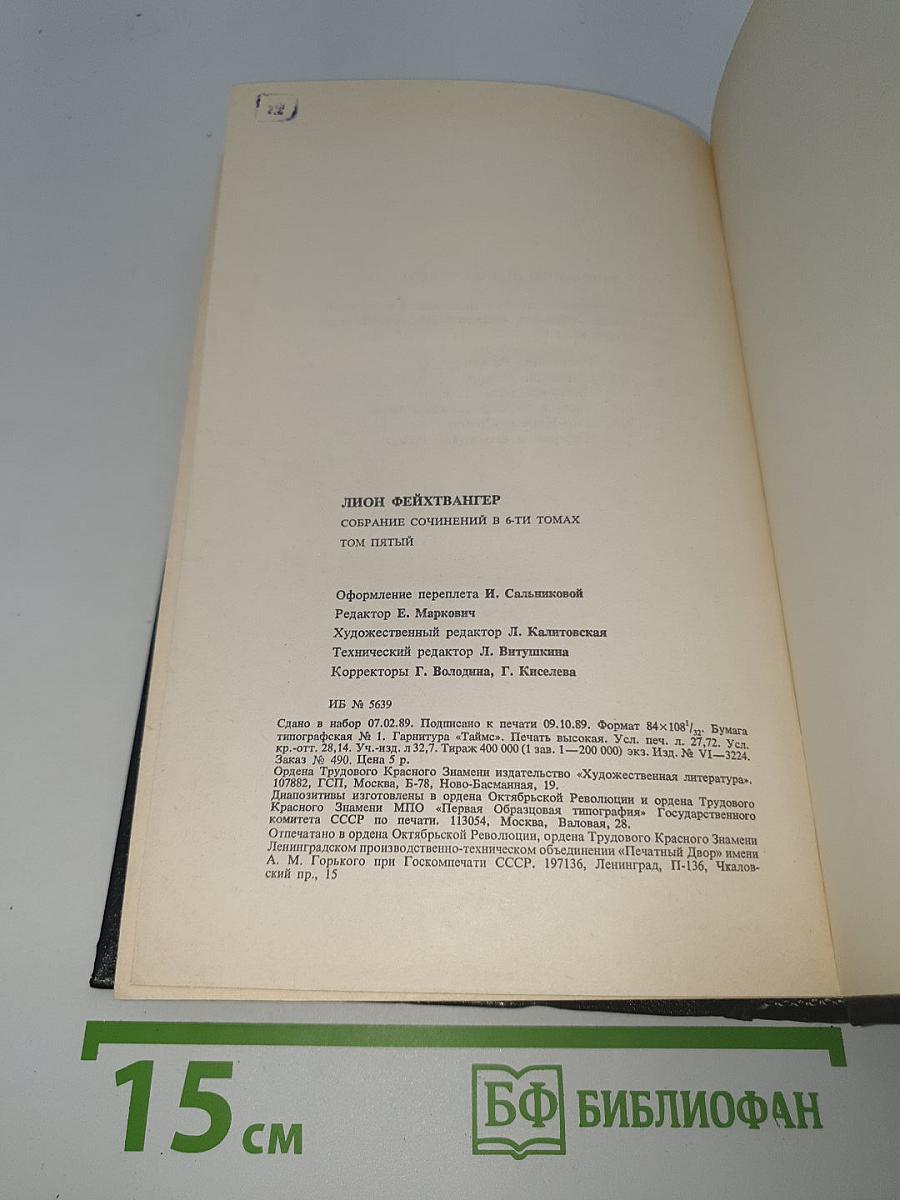 ЛИОН ФЕЙХТВАНГЕР
СОБРАНИЕ СОЧИНЕНИЙ В 6-ТИ ТОМАХ
ТОМ ПЯТЫЙ
Оформление переплета И. Сальниковой
Редактор Е. Маркович
Художественный редактор Л. Калитовская
Технический редактор Л. Витушкина
Корректоры Г. Володина, Г. Киселева
ИБ № 5639
Сдано в набор 07.02.89. Подписано к печати 09.10.89. Формат 84×108¹/₃₂. Бумага
типографская № 1. Гарнитура «Таймс». Печать высокая. Усл. печ. л. 27,72. Усл.
кр.-отт. 28,14. Уч.-изд. л 32,7. Тираж 400 000 (1 зав. 1—200 000) экз. Изд. № VI—3224.
Заказ № 490. Цена 5 р.
Ордена Трудового Красного Знамени издательство «Художественная литература».
107882, ГСП, Москва, Б-78, Ново-Басманная, 19.
Диапозитивы изготовлены в ордена Октябрьской Революции и ордена Трудового
Красного Знамени МПО «Первая Образцовая типография» Государственного
комитета СССР по печати. 113054, Москва, Валовая, 28.
Отпечатано в ордена Октябрьской Революции, ордена Трудового Красного Знамени
Ленинградском производственно-техническом объединении «Печатный Двор» имени
А. М. Горького при Госкомпечати СССР. 197136, Ленинград, П-136, Чкалов-
ский пр., 15
15 см
БФ БИБЛИОФАН